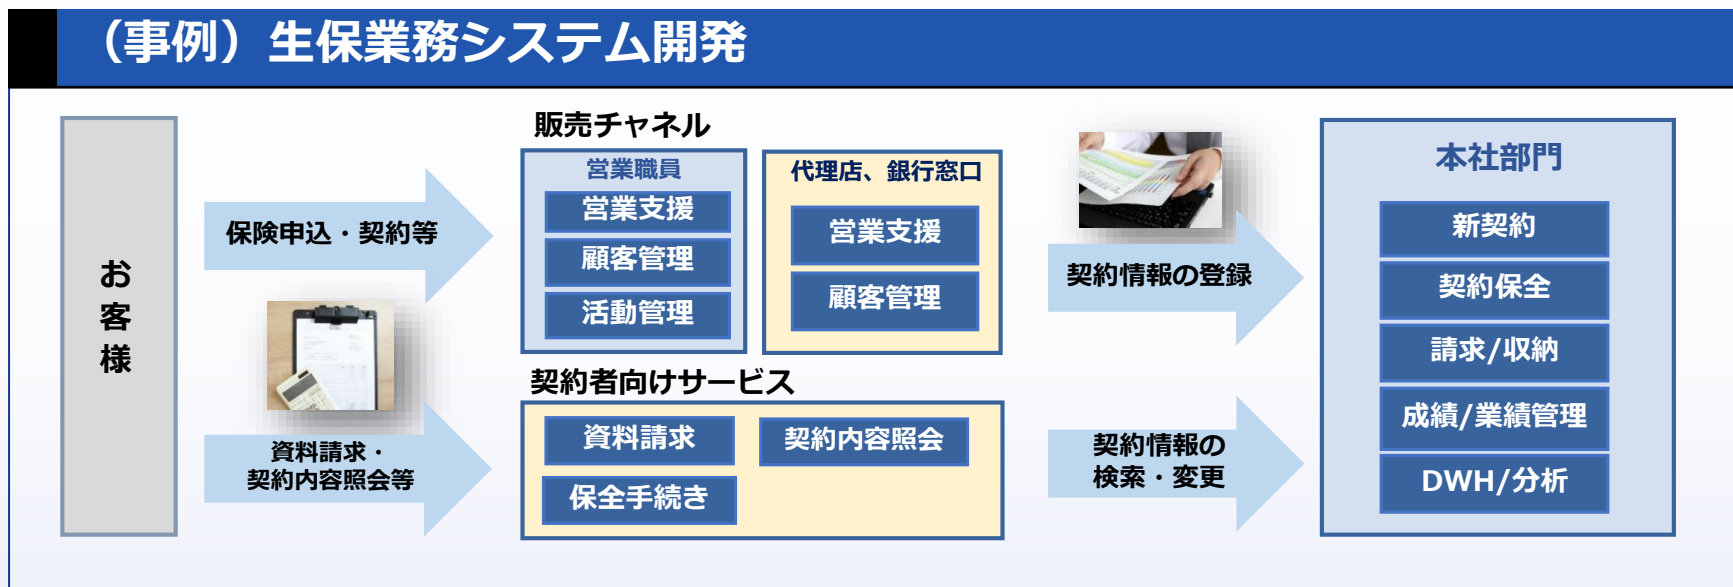 （事例）生保業務システム開発
お
客
様
保険申込・契約等
資料請求・
契約内容照会等
販売チャネル
営業職員
営業支援
顧客管理
活動管理
代理店、銀行窓口
営業支援
顧客管理
契約者向けサービス
資料請求
契約内容照会
保全手続き
契約情報の登録
契約情報の
検索・変更
本社部門
新契約
契約保全
請求/収納
成績/業績管理
DWH/分析